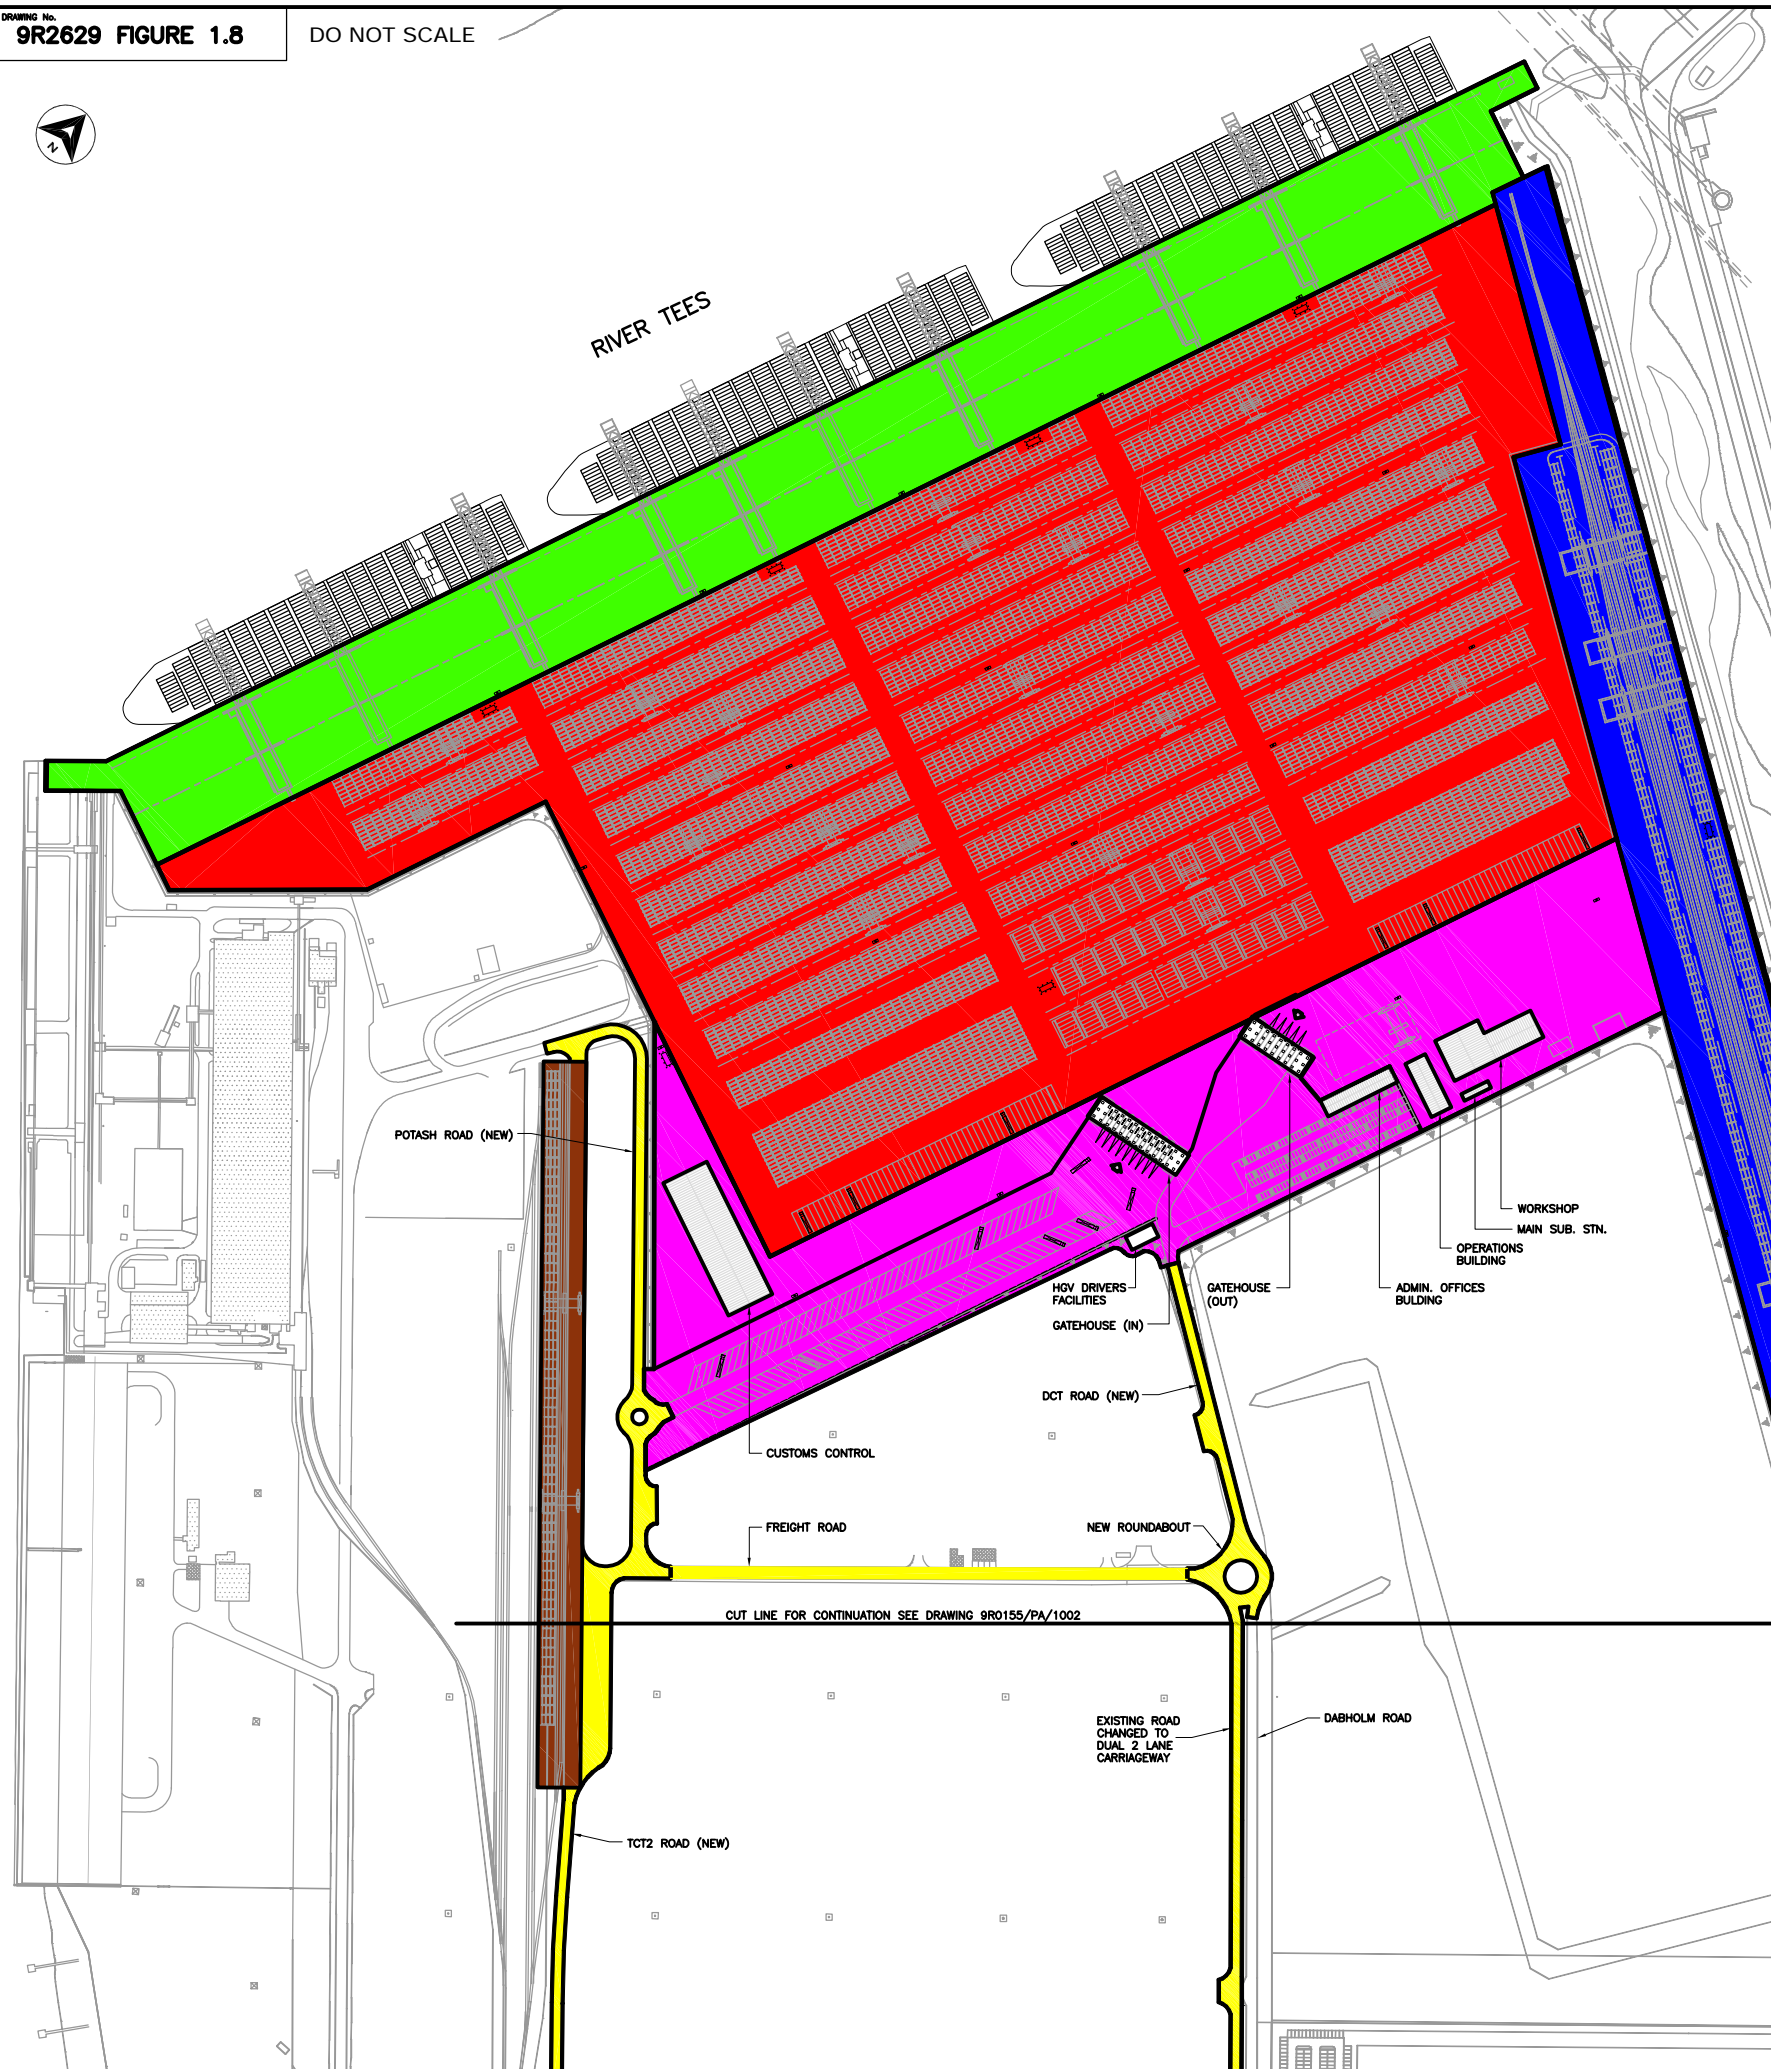 DRAWING No.
9R2629 FIGURE 1.8
DO NOT SCALE
N
RIVER TEES
POTASH ROAD (NEW)
WORKSHOP
MAIN SUB. STN.
OPERATIONS
BUILDING
HGV DRIVERS
FACILITIES
GATEHOUSE
(OUT)
ADMIN. OFFICES
BULDING
GATEHOUSE (IN)
DCT ROAD (NEW)
CUSTOMS CONTROL
FREIGHT ROAD
NEW ROUNDABOUT
CUT LINE FOR CONTINUATION SEE DRAWING 9R0155/PA/1002
EXISTING ROAD
CHANGED TO
DUAL 2 LANE
CARRIAGEWAY
DABHOLM ROAD
TCT2 ROAD (NEW)